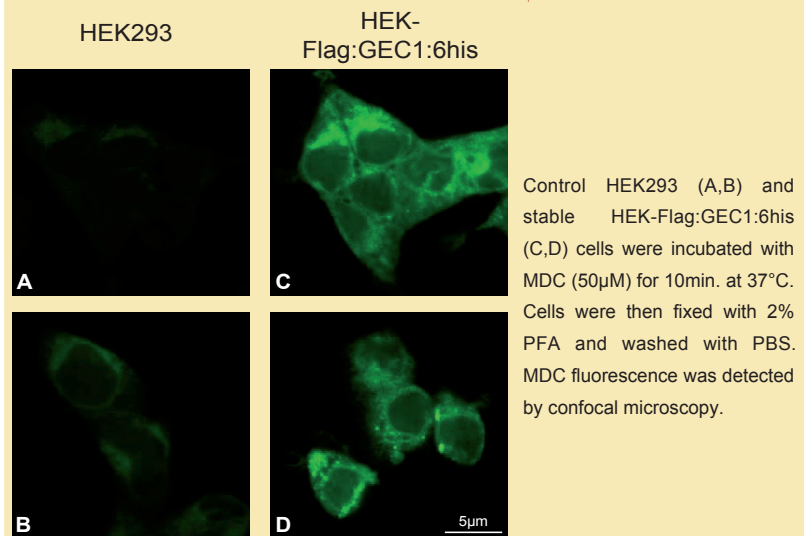 HEK293
HEK-
Flag:GEC1:6his
A
C
B
D
5µm
Control HEK293 (A,B) and
stable HEK-Flag:GEC1:6his
(C,D) cells were incubated with
MDC (50µM) for 10min. at 37°C.
Cells were then fixed with 2%
PFA and washed with PBS.
MDC fluorescence was detected
by confocal microscopy.